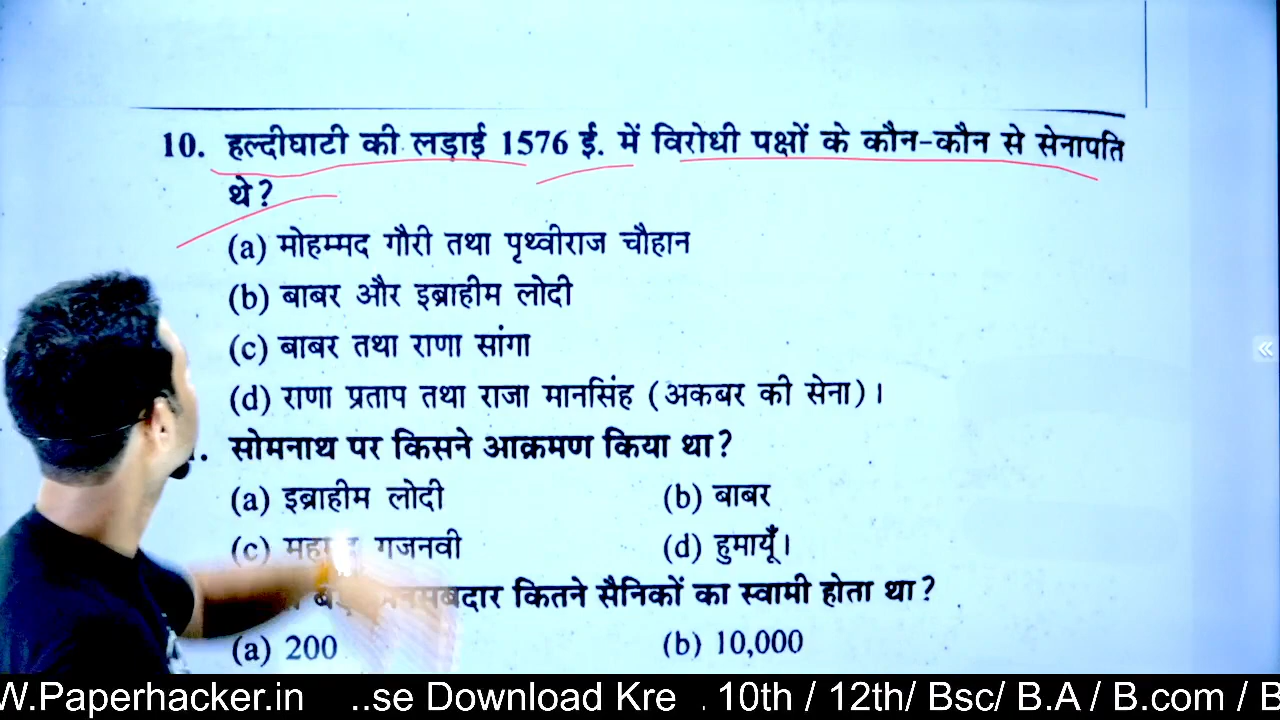 10. हल्दीघाटी की लड़ाई 1576 ई. में विरोधी पक्षों के कौन-कौन से सेनापति
थे?
(a) मोहम्मद गौरी तथा पृथ्वीराज चौहान
(b) बाबर और इब्राहीम लोदी
(c) बाबर तथा राणा सांगा
(d) राणा प्रताप तथा राजा मानसिंह (अकबर की सेना)।
सोमनाथ पर किसने आक्रमण किया था?
(a) इब्राहीम लोदी (b) बाबर
(c) गजनवी (d) हुमायूँ।
कितने सैनिकों का स्वामी होता था?
(a) 200 (b) 10,000
W.Paperhacker.in ..se Download Kre . 10th / 12th/ Bsc/ B.A / B.com / B